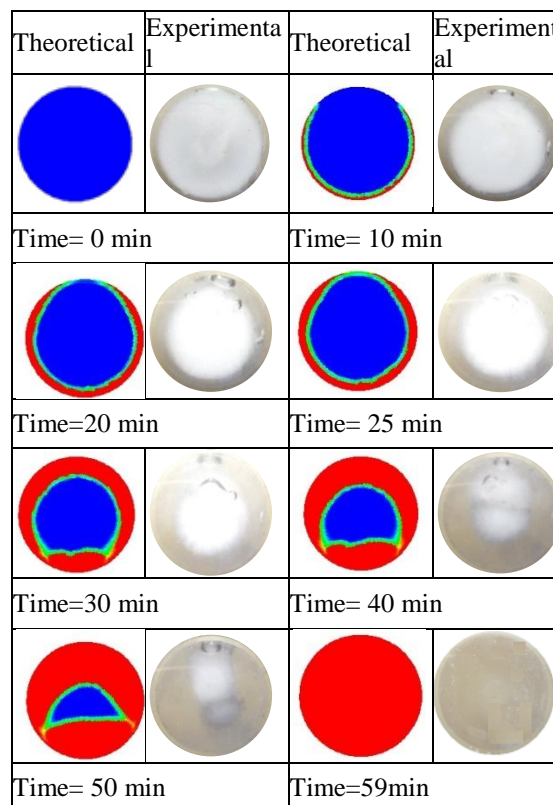 Theoretical
Experimenta
l
Theoretical
Experiment
al
Time= 0 min
Time= 10 min
Time=20 min
Time= 25 min
Time=30 min
Time= 40 min
Time= 50 min
Time=59min